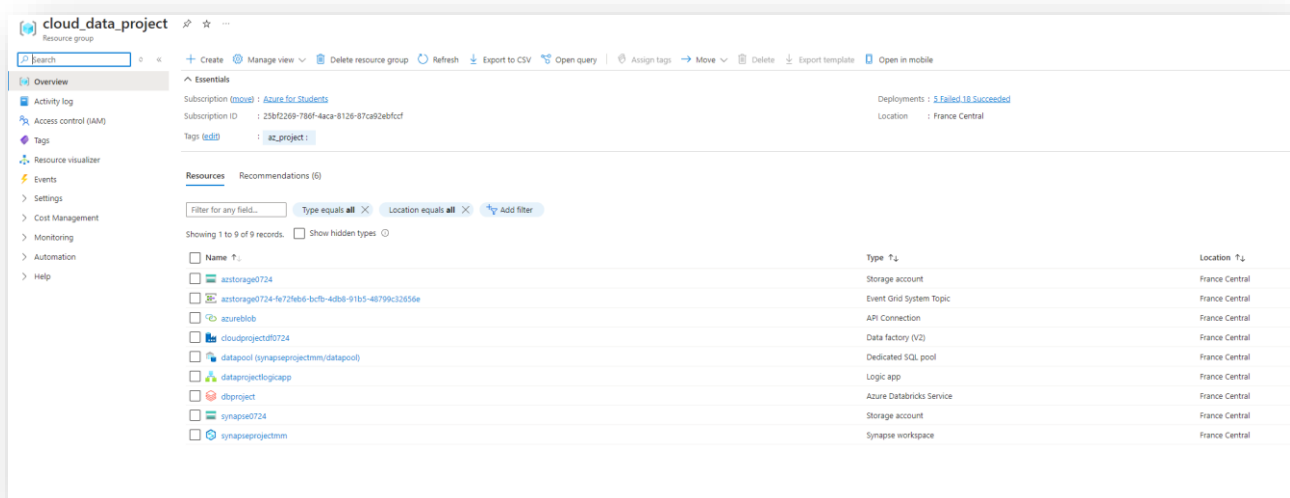 cloud_data_project
Resource group
Search
Create Manage view Delete resource group Refresh Export to CSV Open query Assign tags Move Delete Export template Open in mobile
Overview
Activity log
Access control (IAM)
Tags
Resource visualizer
Events
Settings
Cost Management
Monitoring
Automation
Help
Essentials
Subscription (move) : Azure for Students
Subscription ID : 25bf2269-786f-4aca-8126-87ca92ebfccf
Tags (edit) : az_project :
Deployments : 5 Failed,18 Succeeded
Location : France Central
Resources Recommendations (6)
Filter for any field... Type equals all Location equals all Add filter
Showing 1 to 9 of 9 records. Show hidden types
Name Type Location
azstorage0724 Storage account France Central
azstorage0724-fe72feb6-bcfb-4db8-91b5-48799c32656e Event Grid System Topic France Central
azureblob API Connection France Central
cloudprojectdf0724 Data factory (V2) France Central
datapool (synapseprojectmm/datapool) Dedicated SQL pool France Central
dataprojectlogicapp Logic app France Central
dbproject Azure Databricks Service France Central
synapse0724 Storage account France Central
synapseprojectmm Synapse workspace France Central